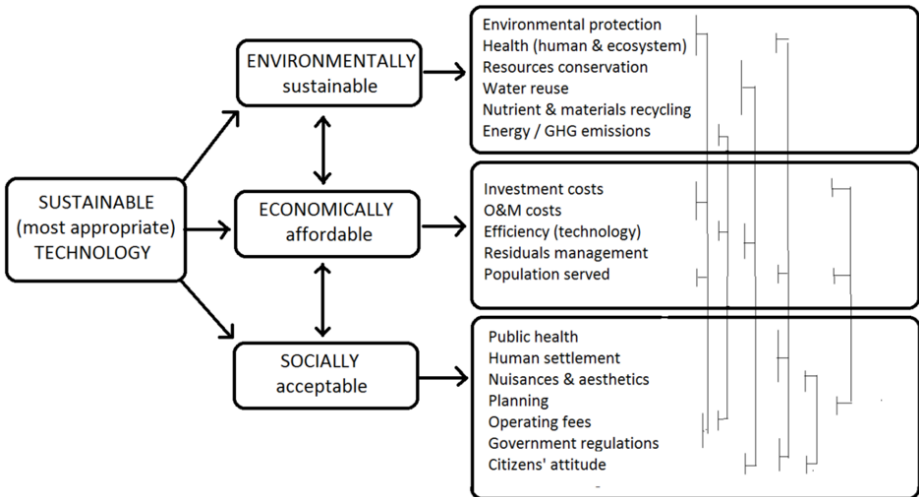 SUSTAINABLE
(most appropriate)
TECHNOLOGY
ENVIRONMENTALLY
sustainable
ECONOMICALLY
affordable
SOCIALLY
acceptable
Environmental protection
Health (human & ecosystem)
Resources conservation
Water reuse
Nutrient & materials recycling
Energy / GHG emissions
Investment costs
O&M costs
Efficiency (technology)
Residuals management
Population served
Public health
Human settlement
Nuisances & aesthetics
Planning
Operating fees
Government regulations
Citizens' attitude